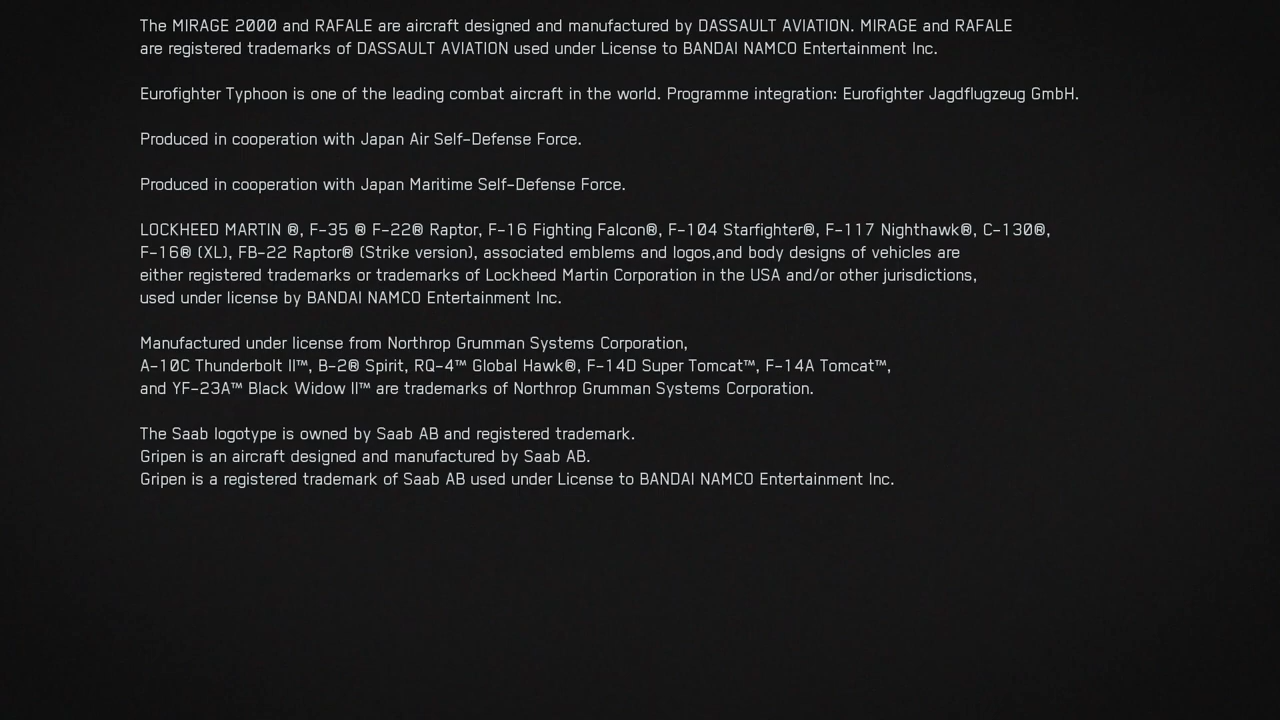 The MIRAGE 2000 and RAFALE are aircraft designed and manufactured by DASSAULT AVIATION. MIRAGE and RAFALE
are registered trademarks of DASSAULT AVIATION used under License to BANDAI NAMCO Entertainment Inc.
Eurofighter Typhoon is one of the leading combat aircraft in the world. Programme integration: Eurofighter Jagdflugzeug GmbH.
Produced in cooperation with Japan Air Self-Defense Force.
Produced in cooperation with Japan Maritime Self-Defense Force.
LOCKHEED MARTIN ®, F-35 ® F-22® Raptor, F-16 Fighting Falcon®, F-104 Starfighter®, F-117 Nighthawk®, C-130®,
F-16® (XL), FB-22 Raptor® (Strike version), associated emblems and logos,and body designs of vehicles are
either registered trademarks or trademarks of Lockheed Martin Corporation in the USA and/or other jurisdictions,
used under license by BANDAI NAMCO Entertainment Inc.
Manufactured under license from Northrop Grumman Systems Corporation,
A-10C Thunderbolt II™, B-2® Spirit, RQ-4™ Global Hawk®, F-14D Super Tomcat™, F-14A Tomcat™,
and YF-23A™ Black Widow II™ are trademarks of Northrop Grumman Systems Corporation.
The Saab logotype is owned by Saab AB and registered trademark.
Gripen is an aircraft designed and manufactured by Saab AB.
Gripen is a registered trademark of Saab AB used under License to BANDAI NAMCO Entertainment Inc.